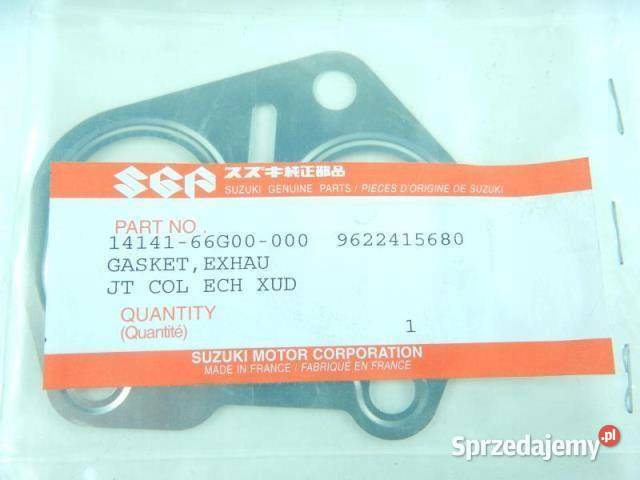 SGP スズキ純正部品
SUZUKI GENUINE PARTS / PIECES D'ORIGINE DE SUZUKI
PART NO.
14141-66G00-000 9622415680
GASKET,EXHAU
JT COL ECH XUD
QUANTITY
(Quantité) 1
SUZUKI MOTOR CORPORATION
MADE IN FRANCE / FABRIQUÉ EN FRANCE
Sprzedajemy.pl